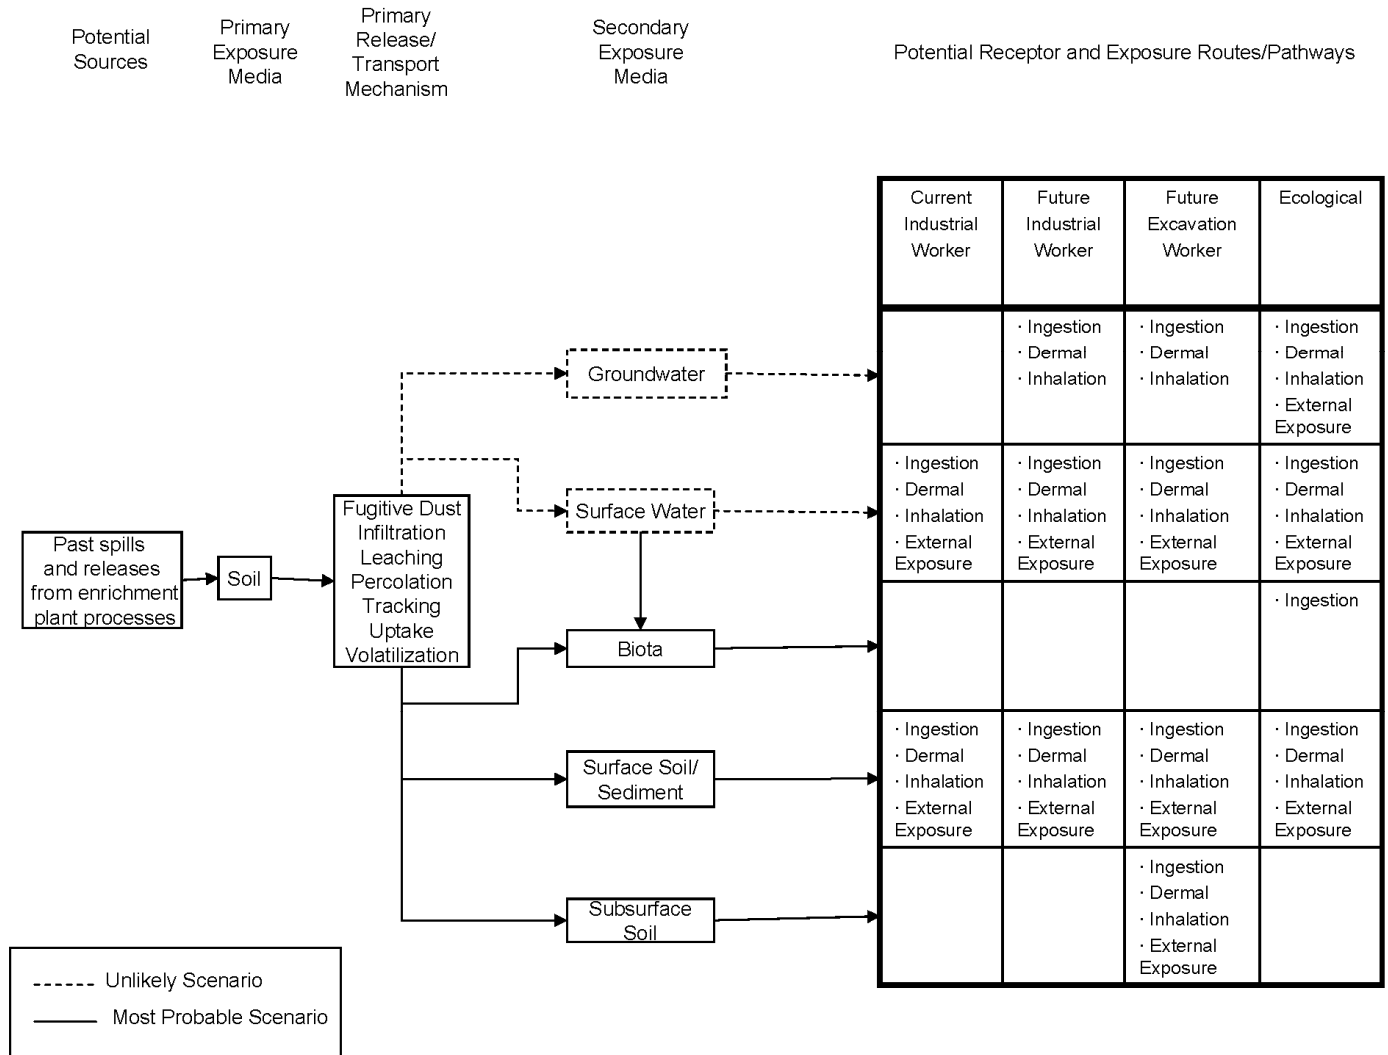 Potential
Sources
Primary
Exposure
Media
Primary
Release/
Transport
Mechanism
Secondary
Exposure
Media
Potential Receptor and Exposure Routes/Pathways
Current
Industrial
Worker
Future
Industrial
Worker
Future
Excavation
Worker
Ecological
Past spills
and releases
from enrichment
plant processes
Soil
Fugitive Dust
Infiltration
Leaching
Percolation
Tracking
Uptake
Volatilization
Groundwater
· Ingestion
· Dermal
· Inhalation
· Ingestion
· Dermal
· Inhalation
· Ingestion
· Dermal
· Inhalation
· External
Exposure
Surface Water
· Ingestion
· Dermal
· Inhalation
· External
Exposure
· Ingestion
· Dermal
· Inhalation
· External
Exposure
· Ingestion
· Dermal
· Inhalation
· External
Exposure
· Ingestion
· Dermal
· Inhalation
· External
Exposure
Biota
· Ingestion
Surface Soil/
Sediment
· Ingestion
· Dermal
· Inhalation
· External
Exposure
· Ingestion
· Dermal
· Inhalation
· External
Exposure
· Ingestion
· Dermal
· Inhalation
· External
Exposure
· Ingestion
· Dermal
· Inhalation
· External
Exposure
Subsurface
Soil
· Ingestion
· Dermal
· Inhalation
· External
Exposure
Unlikely Scenario
Most Probable Scenario